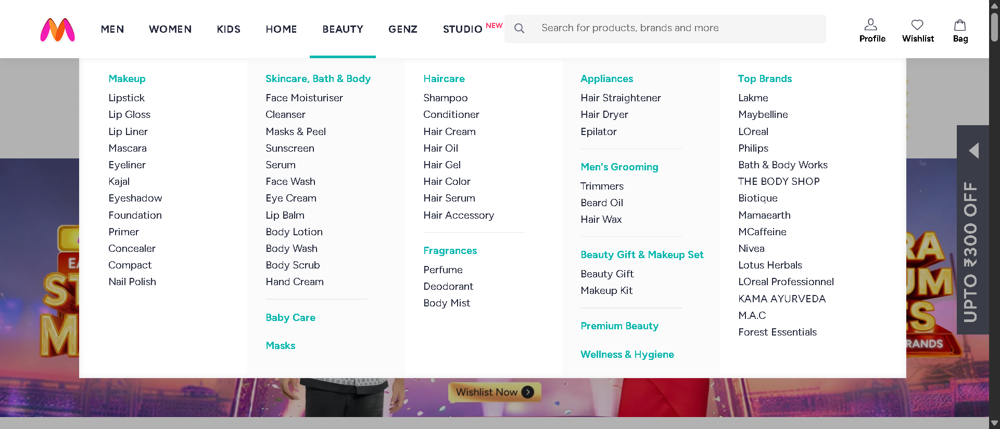 MEN WOMEN KIDS HOME BEAUTY GENZ STUDIO NEW
Search for products, brands and more
Profile Wishlist Bag
Makeup
Lipstick
Lip Gloss
Lip Liner
Mascara
Eyeliner
Kajal
Eyeshadow
Foundation
Primer
Concealer
Compact
Nail Polish
Skincare, Bath & Body
Face Moisturiser
Cleanser
Masks & Peel
Sunscreen
Serum
Face Wash
Eye Cream
Lip Balm
Body Lotion
Body Wash
Body Scrub
Hand Cream
Baby Care
Masks
Haircare
Shampoo
Conditioner
Hair Cream
Hair Oil
Hair Gel
Hair Color
Hair Serum
Hair Accessory
Fragrances
Perfume
Deodorant
Body Mist
Appliances
Hair Straightener
Hair Dryer
Epilator
Men's Grooming
Trimmers
Beard Oil
Hair Wax
Beauty Gift & Makeup Set
Beauty Gift
Makeup Kit
Premium Beauty
Wellness & Hygiene
Top Brands
Lakme
Maybelline
LOreal
Philips
Bath & Body Works
THE BODY SHOP
Biotique
Mamaearth
MCaffeine
Nivea
Lotus Herbals
LOreal Professionnel
KAMA AYURVEDA
M.A.C
Forest Essentials
UPTO ₹300 OFF
Wishlist Now